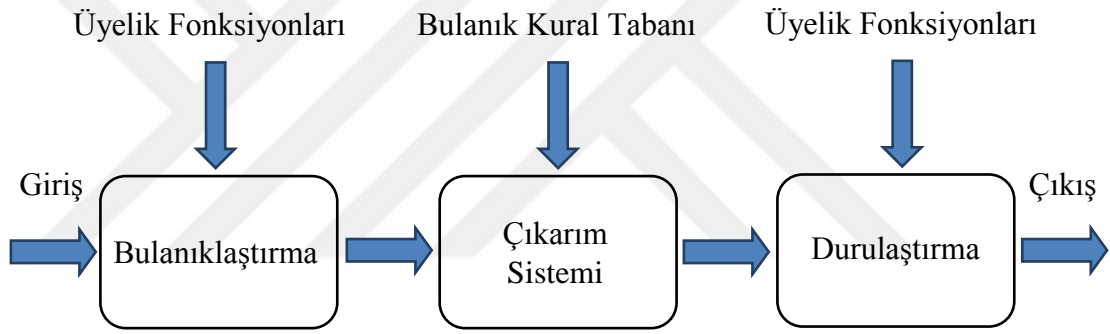 Üyelik Fonksiyonları
Bulanık Kural Tabanı
Üyelik Fonksiyonları
Giriş
Bulanıklaştırma
Çıkarım
Sistemi
Durulaştırma
Çıkış